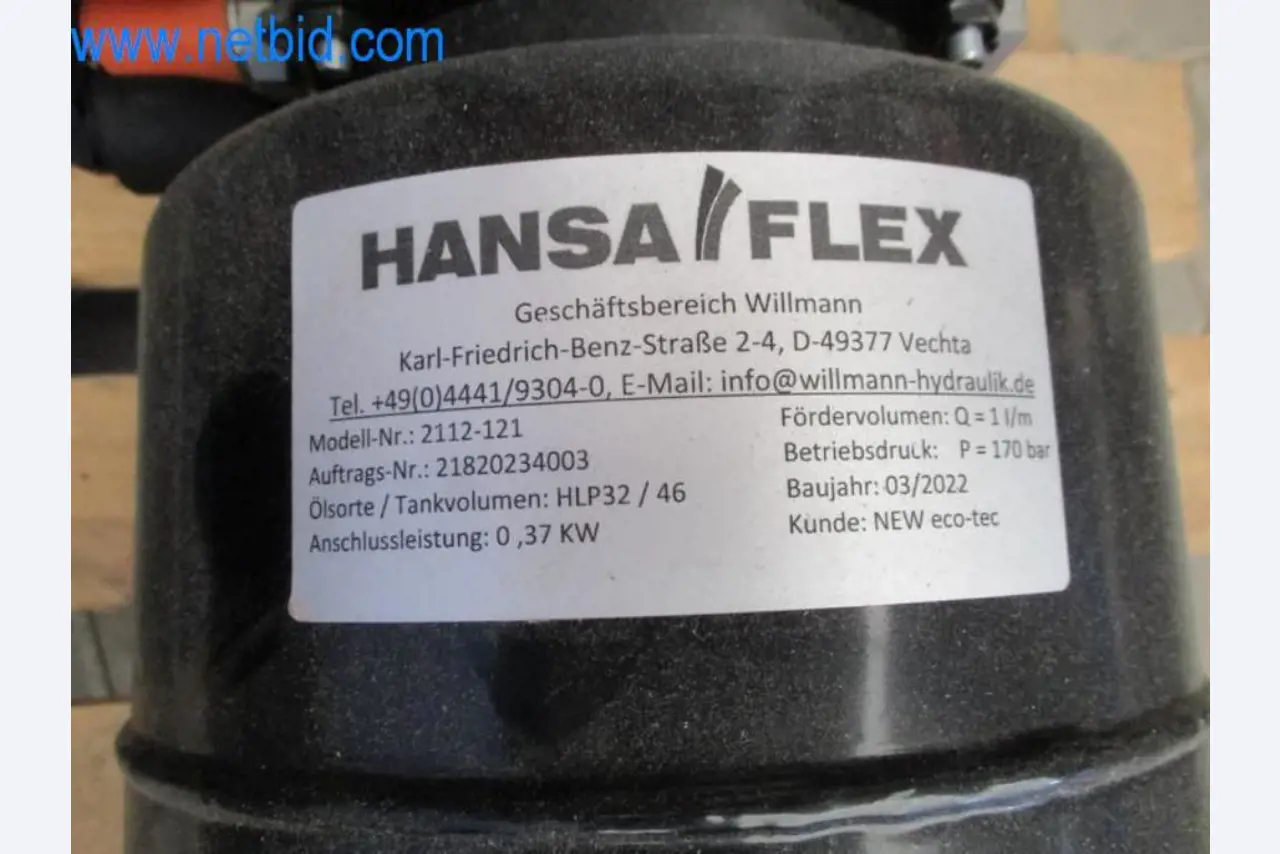 www.netbid.com
HANSA FLEX
Geschäftsbereich Willmann
Karl-Friedrich-Benz-Straße 2-4, D-49377 Vechta
Tel. +49(0)4441/9304-0, E-Mail: info@willmann-hydraulik.de
Modell-Nr.: 2112-121
Auftrags-Nr.: 21820234003
Ölsorte / Tankvolumen: HLP32 / 46
Anschlussleistung: 0 ,37 KW
Fördervolumen: Q = 1 l/m
Betriebsdruck: P = 170 bar
Baujahr: 03/2022
Kunde: NEW eco-tec